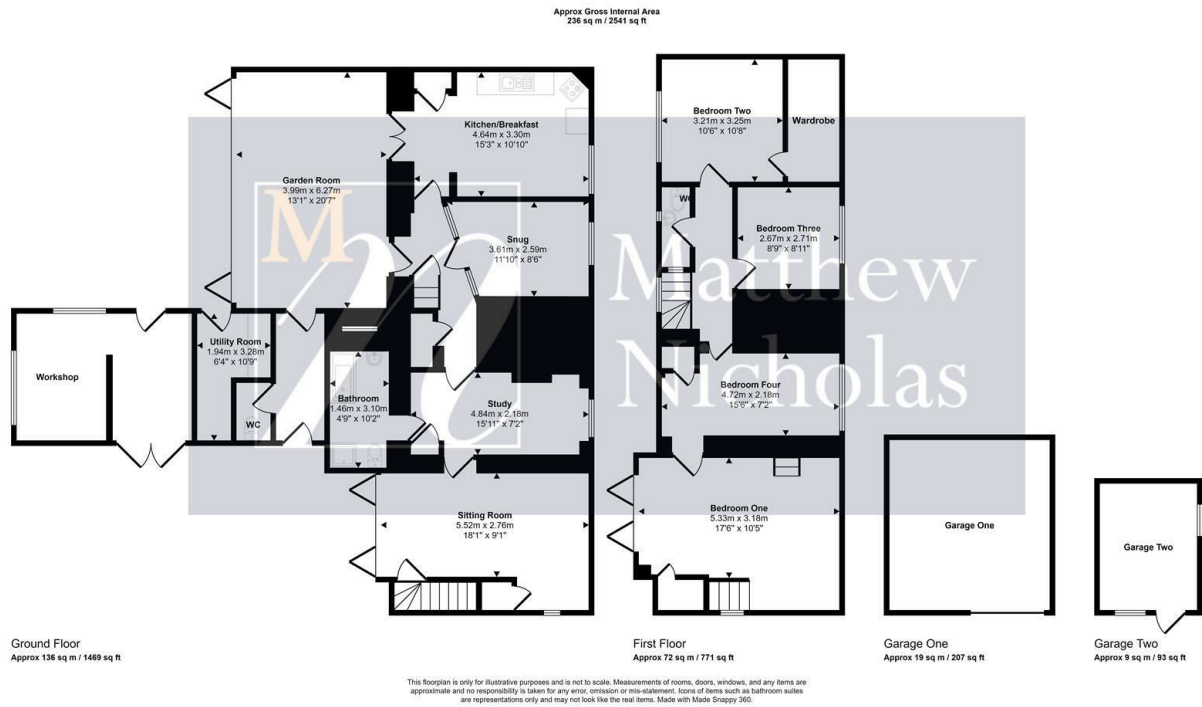 Approx Gross Internal Area
236 sq m / 2541 sq ft
Garden Room
3.99m x 6.27m
13'1" x 20'7"
Kitchen/Breakfast
4.64m x 3.30m
15'3" x 10'10"
Snug
3.61m x 2.59m
11'10" x 8'6"
Workshop
Utility Room
1.94m x 3.28m
6'4" x 10'9"
WC
Bathroom
1.46m x 3.10m
4'9" x 10'2"
Study
4.84m x 2.18m
15'11" x 7'2"
Sitting Room
5.52m x 2.76m
18'1" x 9'1"
Bedroom Two
3.21m x 3.25m
10'6" x 10'8"
Wardrobe
WC
Bedroom Three
2.67m x 2.71m
8'9" x 8'11"
Bedroom Four
4.72m x 2.18m
15'6" x 7'2"
Bedroom One
5.33m x 3.18m
17'6" x 10'5"
Garage One
Garage Two
M
n
Matthew
Nicholas
Ground Floor
Approx 136 sq m / 1469 sq ft
First Floor
Approx 72 sq m / 771 sq ft
Garage One
Approx 19 sq m / 207 sq ft
Garage Two
Approx 9 sq m / 93 sq ft
This floorplan is only for illustrative purposes and is not to scale. Measurements of rooms, doors, windows, and any items are
approximate and no responsibility is taken for any error, omission or mis-statement. Icons of items such as bathroom suites
are representations only and may not look like the real items. Made with Made Snappy 360.